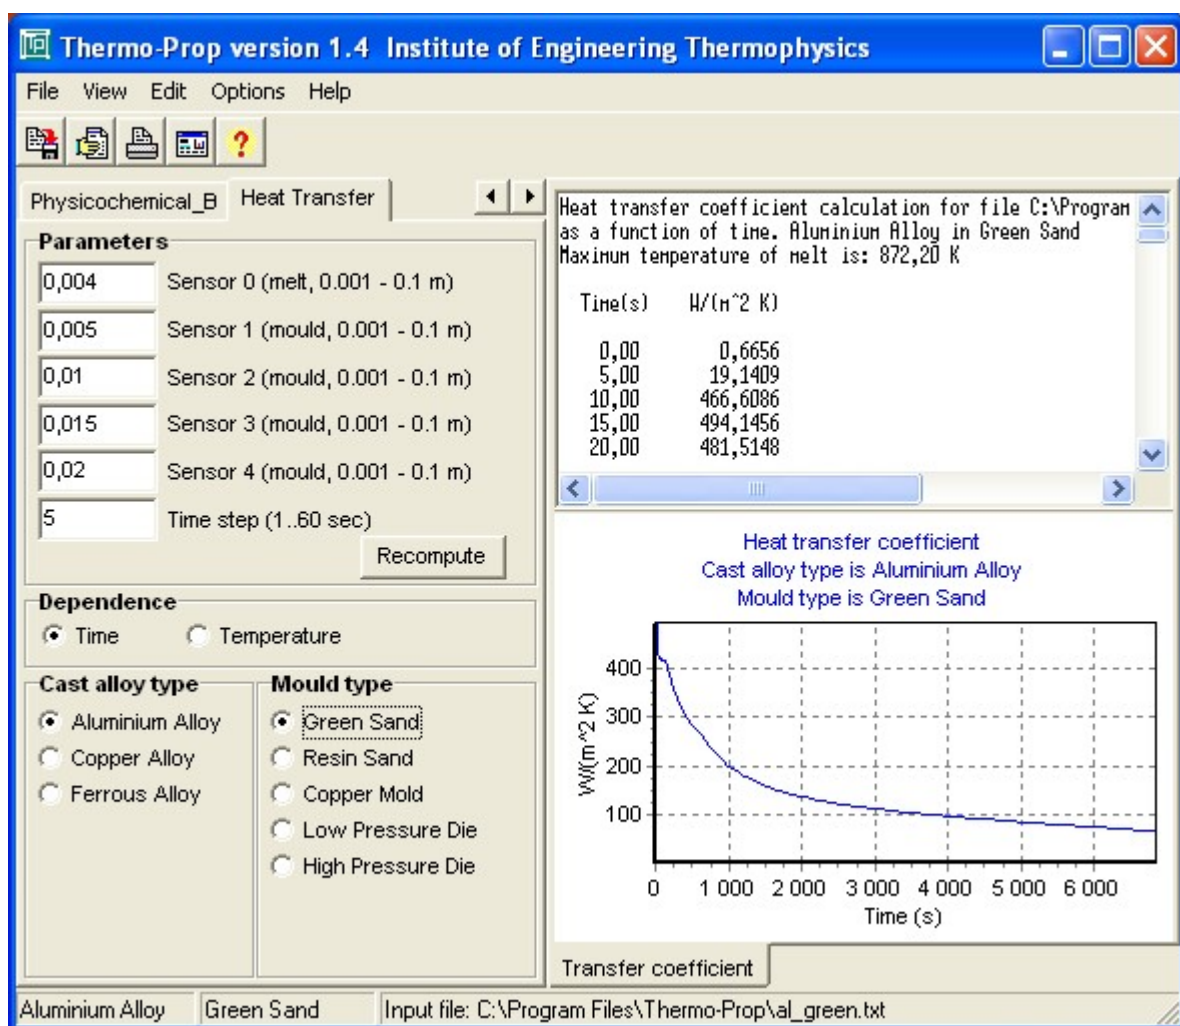 Thermo-Prop version 1.4 Institute of Engineering Thermophysics
File View Edit Options Help
Physicochemical_B Heat Transfer
Parameters
0,004 Sensor 0 (melt, 0.001 - 0.1 m)
0,005 Sensor 1 (mould, 0.001 - 0.1 m)
0,01 Sensor 2 (mould, 0.001 - 0.1 m)
0,015 Sensor 3 (mould, 0.001 - 0.1 m)
0,02 Sensor 4 (mould, 0.001 - 0.1 m)
5 Time step (1..60 sec)
Recompute
Dependence
Time Temperature
Cast alloy type
Aluminium Alloy
Copper Alloy
Ferrous Alloy
Mould type
Green Sand
Resin Sand
Copper Mold
Low Pressure Die
High Pressure Die
Heat transfer coefficient calculation for file C:\Program
as a function of time. Aluminium Alloy in Green Sand
Maximum temperature of melt is: 872,20 K
Time(s) W/(m^2 K)
0,00 0,6656
5,00 19,1409
10,00 466,6086
15,00 494,1456
20,00 481,5148
Heat transfer coefficient
Cast alloy type is Aluminium Alloy
Mould type is Green Sand
W/(m^2 K)
400
300
200
100
0 1 000 2 000 3 000 4 000 5 000 6 000
Time (s)
Transfer coefficient
Aluminium Alloy Green Sand Input file: C:\Program Files\Thermo-Prop\al_green.txt